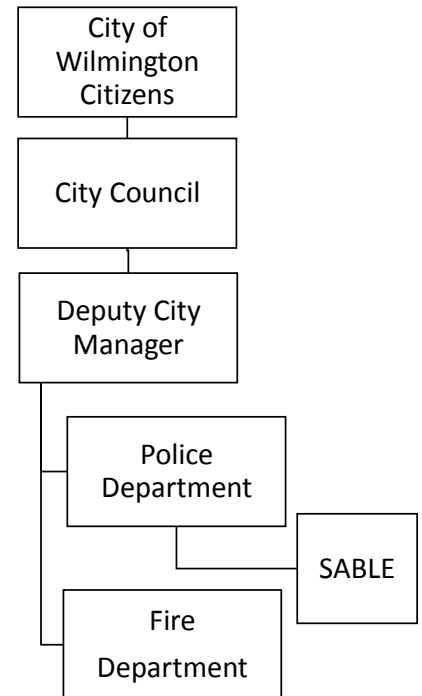 City of
Wilmington
Citizens
City Council
Deputy City
Manager
Police
Department
SABLE
Fire
Department